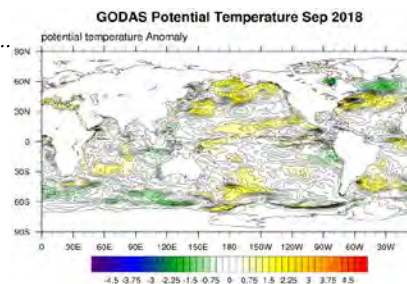 GODAS Potential Temperature Sep 2018
..
potential temperature Anomaly
90N
60N
30N
0
30S
60S
90S
0 30E 60E 90E 120E 150E 180 150W 120W 90W 60W 30W
-4.5 -3.75 -3 -2.25 -1.5 -0.75 0 0.75 1.5 2.25 3 3.75 4.5